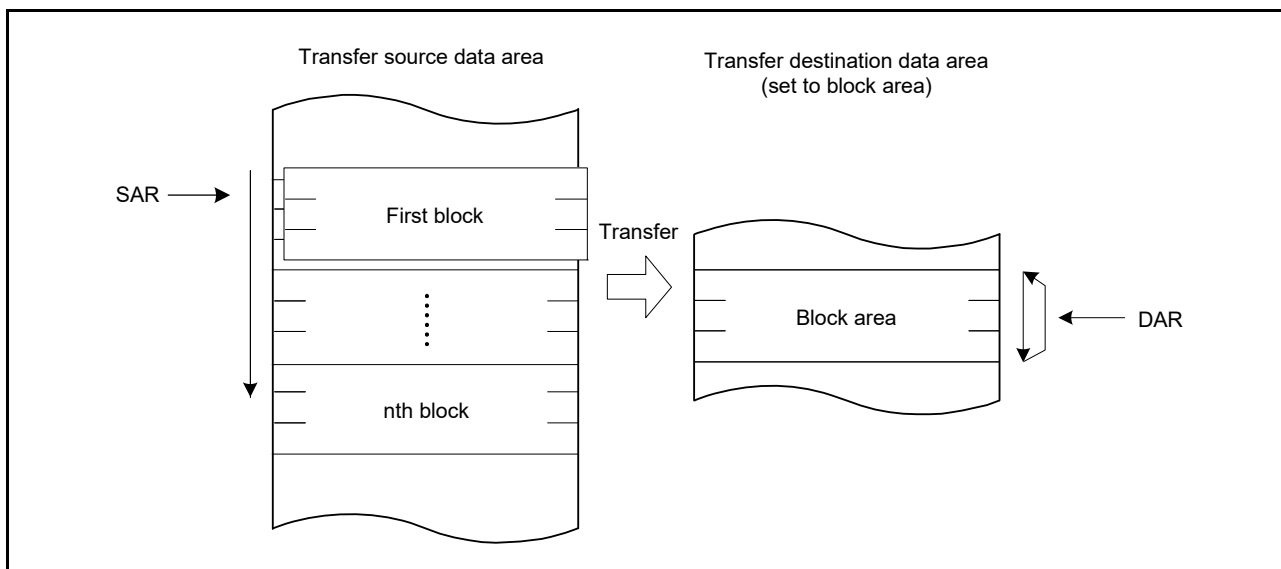 Transfer source data area
Transfer destination data area
(set to block area)
SAR
First block
Transfer
Block area
DAR
nth block